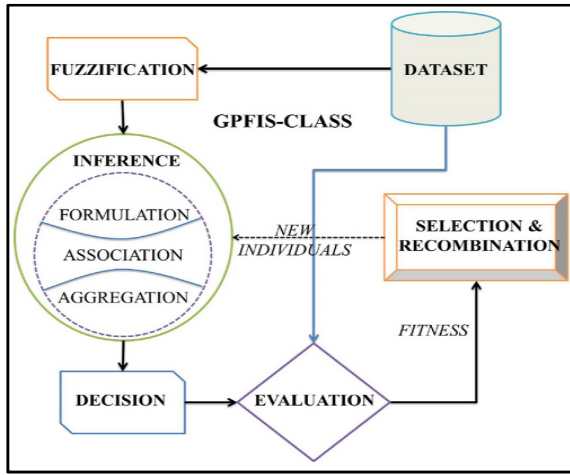 FUZZIFICATION
DATASET
GPFIS-CLASS
INFERENCE
FORMULATION
ASSOCIATION
AGGREGATION
NEW
INDIVIDUALS
SELECTION &
RECOMBINATION
FITNESS
DECISION
EVALUATION